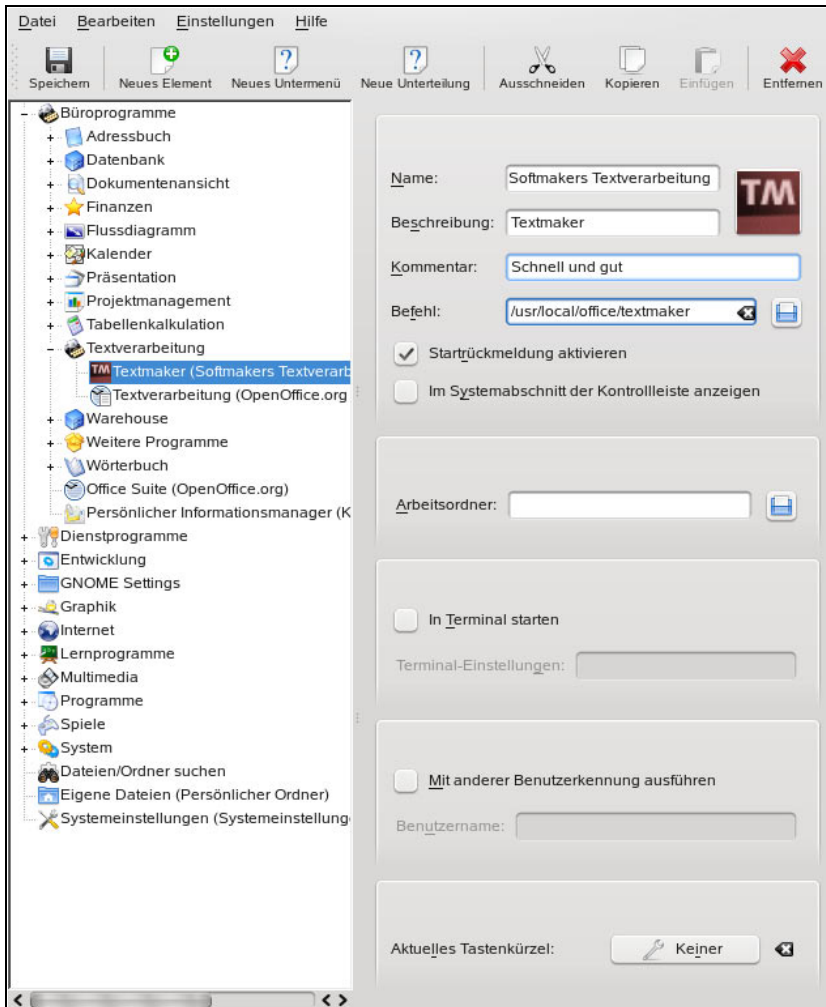 Datei Bearbeiten Einstellungen Hilfe
Speichern Neues Element Neues Untermenü Neue Unterteilung Ausschneiden Kopieren Einfügen Entfernen
Büroprogramme
Adressbuch
Datenbank
Dokumentenansicht
Finanzen
Flussdiagramm
Kalender
Präsentation
Projektmanagement
Tabellenkalkulation
Textverarbeitung
Textmaker (Softmakers Textverarb
Textverarbeitung (OpenOffice.org
Warehouse
Weitere Programme
Wörterbuch
Office Suite (OpenOffice.org)
Persönlicher Informationsmanager (K
Dienstprogramme
Entwicklung
GNOME Settings
Graphik
Internet
Lernprogramme
Multimedia
Programme
Spiele
System
Dateien/Ordner suchen
Eigene Dateien (Persönlicher Ordner)
Systemeinstellungen (Systemeinstellung
Name: Softmakers Textverarbeitung
TM
Beschreibung: Textmaker
Kommentar: Schnell und gut
Befehl: /usr/local/office/textmaker
Startrückmeldung aktivieren
Im Systemabschnitt der Kontrollleiste anzeigen
Arbeitsordner:
In Terminal starten
Terminal-Einstellungen:
Mit anderer Benutzerkennung ausführen
Benutzername:
Aktuelles Tastenkürzel: Keiner